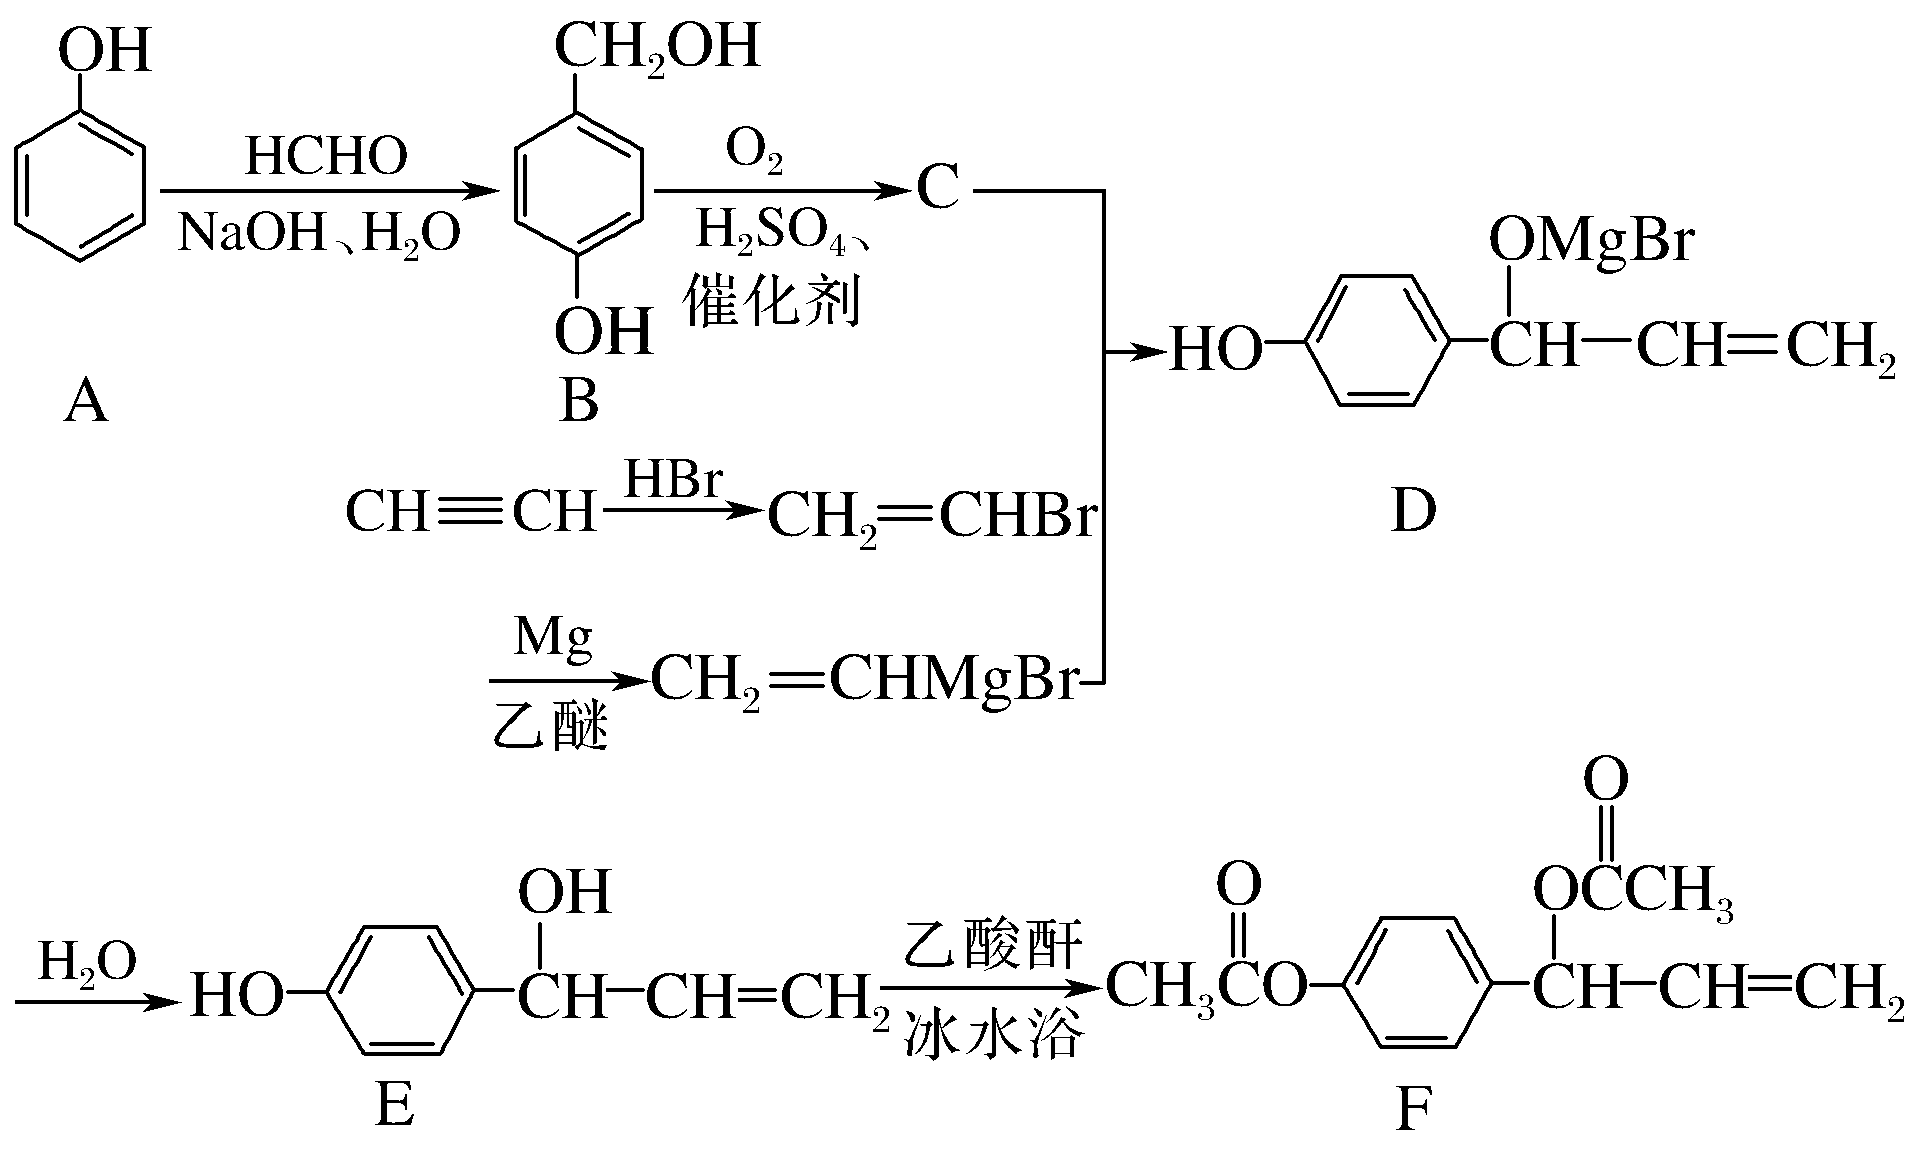 OH
HCHO
NaOH、H₂O
A
CH₂OH
OH
B
O₂
H₂SO₄、
催化剂
C
OMgBr
HO CH—CH=CH₂
D
CH≡CH HBr CH₂=CHBr
Mg
乙醚
CH₂=CHMgBr
H₂O
OH
HO CH—CH=CH₂
E
乙酸酐
冰水浴
O
O
OCCH₃
CH₃CO CH—CH=CH₂
F